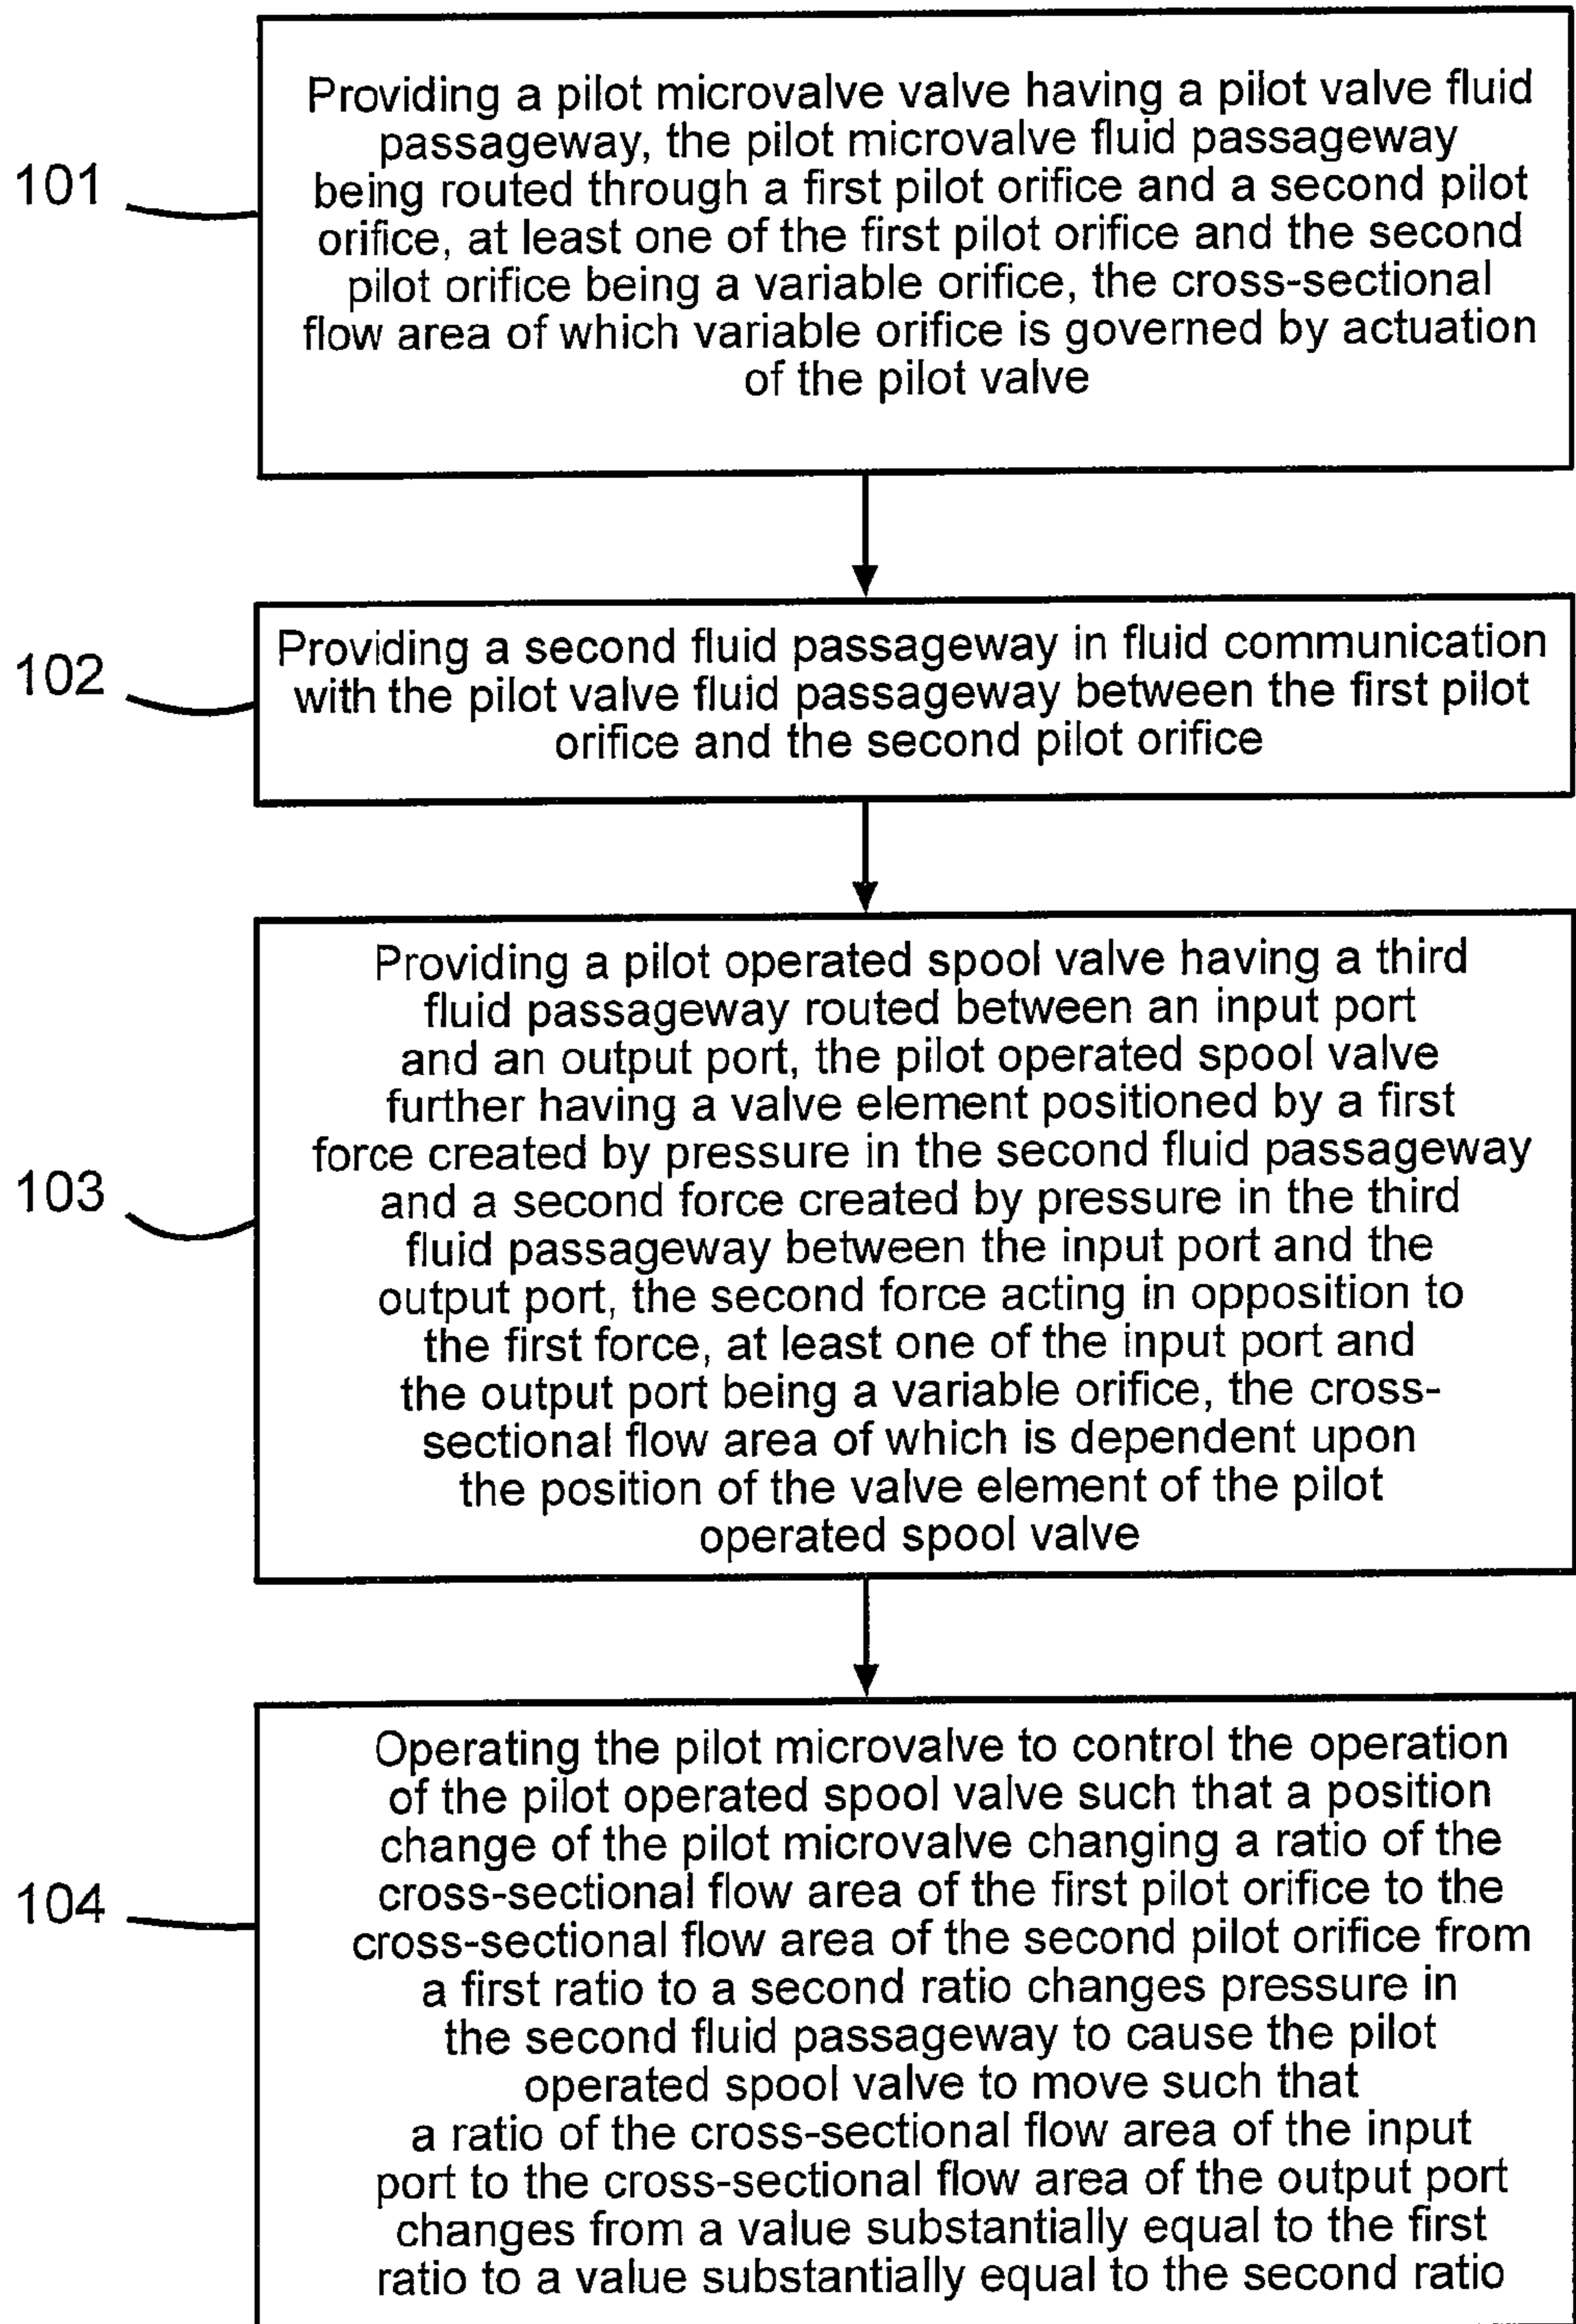 Providing a pilot microvalve valve having a pilot valve fluid
passageway, the pilot microvalve fluid passageway
being routed through a first pilot orifice and a second pilot
orifice, at least one of the first pilot orifice and the second
pilot orifice being a variable orifice, the cross-sectional
flow area of which variable orifice is governed by actuation
of the pilot valve
101
Providing a second fluid passageway in fluid communication
with the pilot valve fluid passageway between the first pilot
orifice and the second pilot orifice
102
Providing a pilot operated spool valve having a third
fluid passageway routed between an input port
and an output port, the pilot operated spool valve
further having a valve element positioned by a first
force created by pressure in the second fluid passageway
and a second force created by pressure in the third
fluid passageway between the input port and the
output port, the second force acting in opposition to
the first force, at least one of the input port and
the output port being a variable orifice, the cross-
sectional flow area of which is dependent upon
the position of the valve element of the pilot
operated spool valve
103
Operating the pilot microvalve to control the operation
of the pilot operated spool valve such that a position
change of the pilot microvalve changing a ratio of the
cross-sectional flow area of the first pilot orifice to the
cross-sectional flow area of the second pilot orifice from
a first ratio to a second ratio changes pressure in
the second fluid passageway to cause the pilot
operated spool valve to move such that
a ratio of the cross-sectional flow area of the input
port to the cross-sectional flow area of the output port
changes from a value substantially equal to the first
ratio to a value substantially equal to the second ratio
104